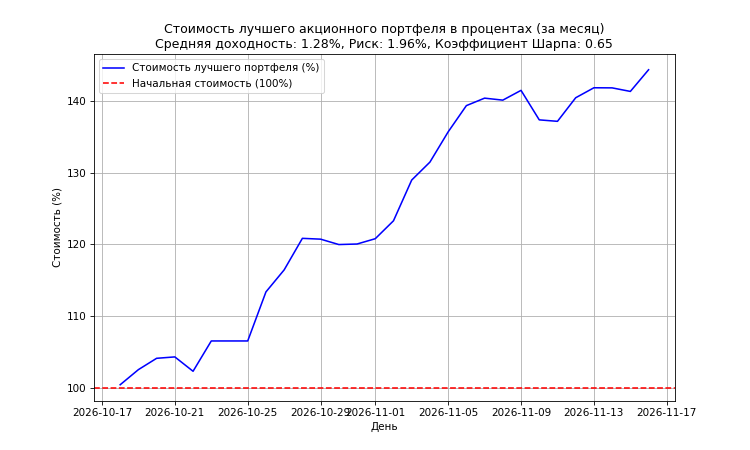 Стоимость лучшего акционного портфеля в процентах (за месяц)
Средняя доходность: 1.28%, Риск: 1.96%, Коэффициент Шарпа: 0.65
Стоимость лучшего портфеля (%)
Начальная стоимость (100%)
Стоимость (%)
140
130
120
110
100
2026-10-17 2026-10-21 2026-10-25 2026-10-29 2026-11-01 2026-11-05 2026-11-09 2026-11-13 2026-11-17
День